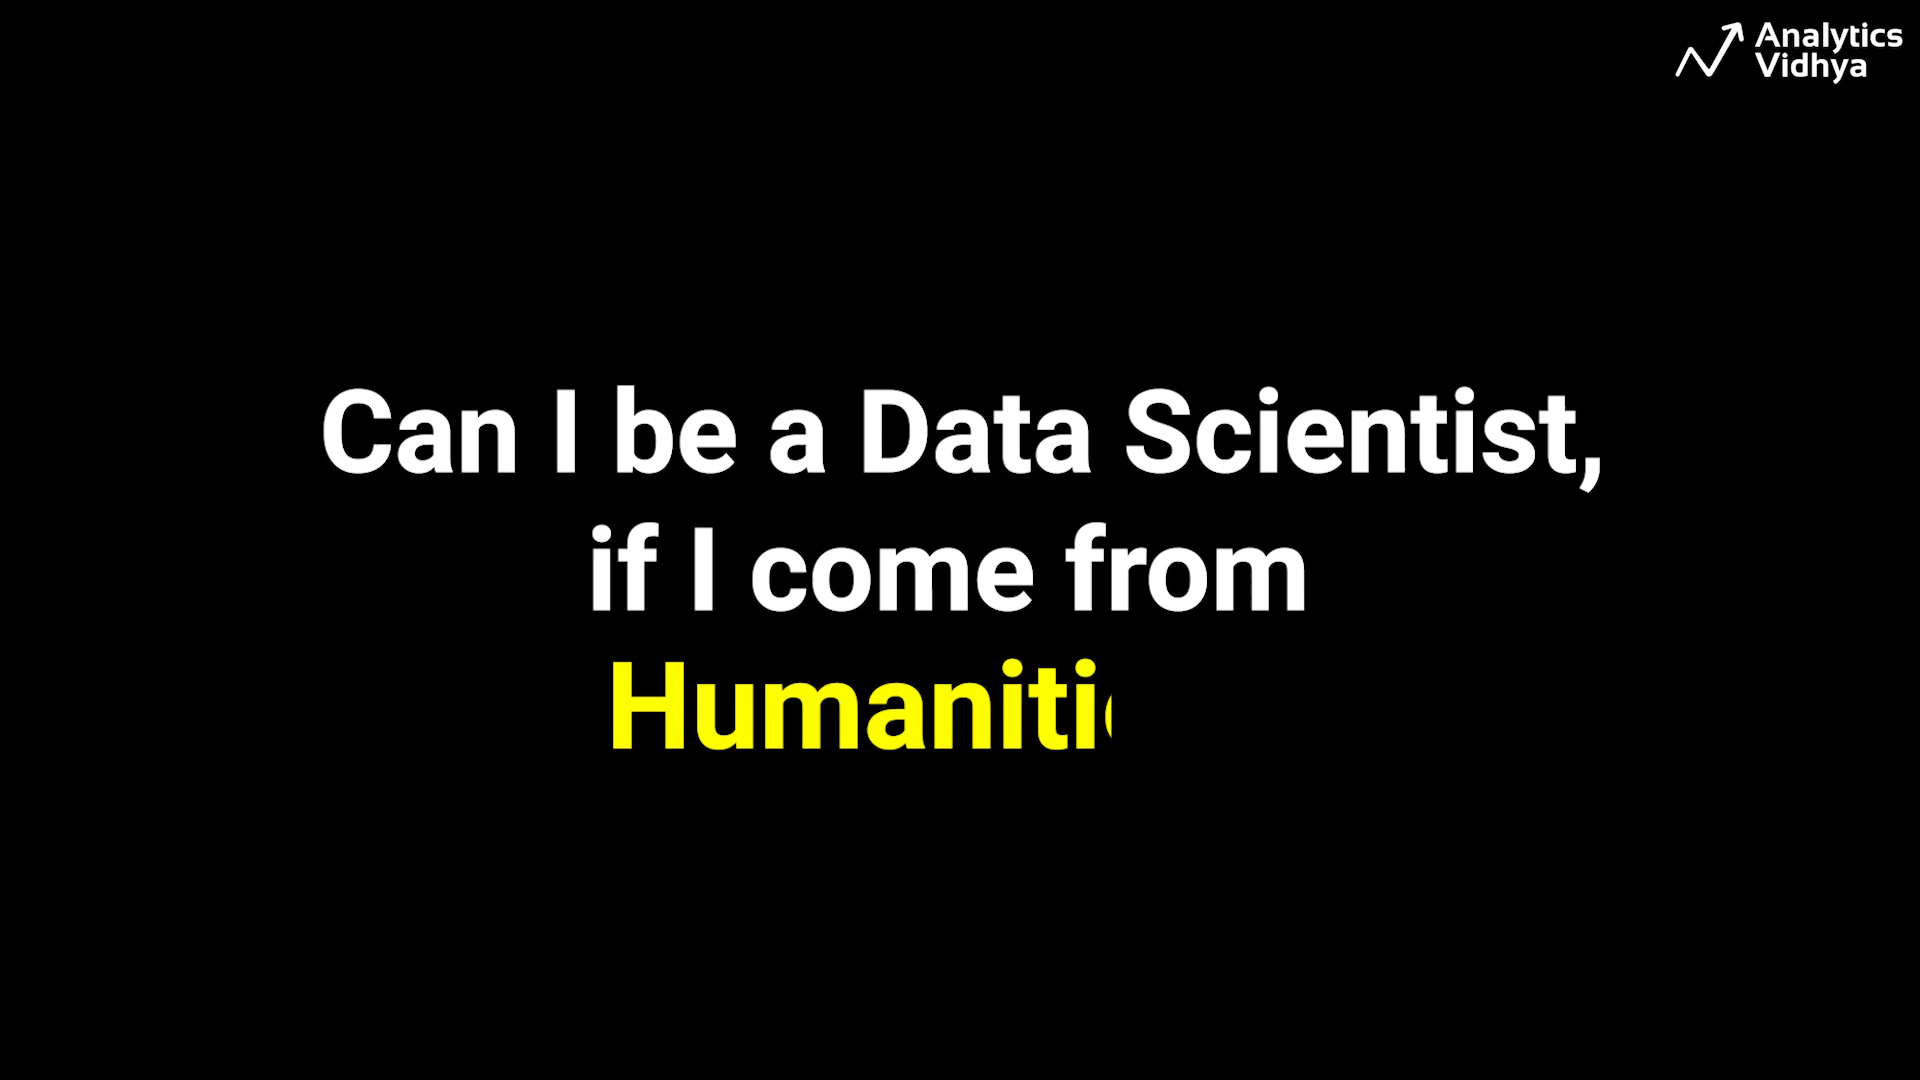 Analytics
Vidhya
Can I be a Data Scientist,
if I come from
Humaniti